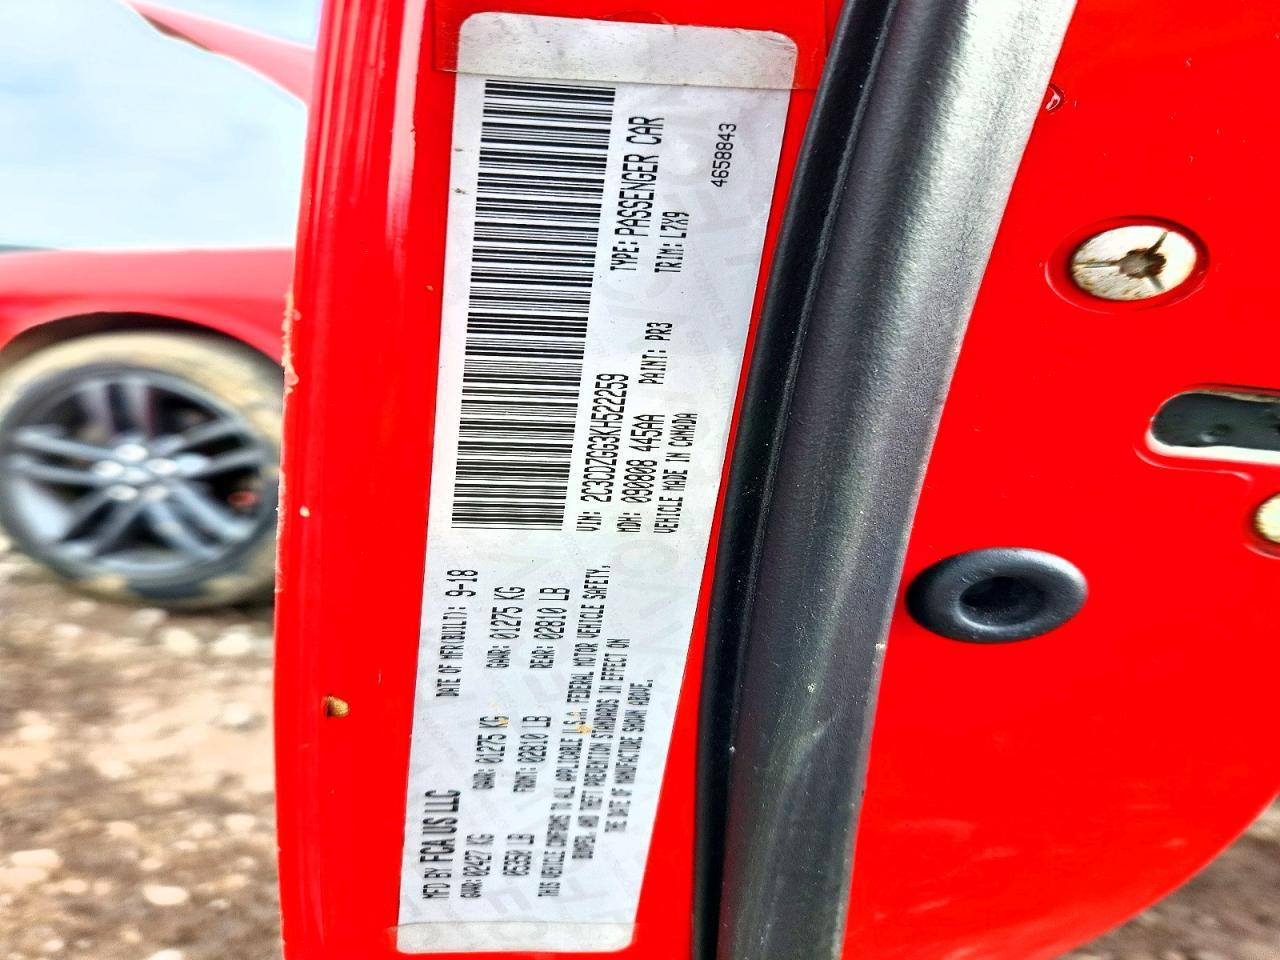 MFD BY FCA US LLC DATE OF MFR(BUILT): 9-18
GVWR: 02427 KG GAWR: 01275 KG GAWR: 01275 KG
05350 LB FRONT: 02810 LB REAR: 02810 LB
THIS VEHICLE CONFORMS TO ALL APPLICABLE U.S.A. FEDERAL MOTOR VEHICLE SAFETY,
BUMPER, AND THEFT PREVENTION STANDARDS IN EFFECT ON
THE DATE OF MANUFACTURE SHOWN ABOVE.
VIN: 2C3CDZGG3KH522259 TYPE: PASSENGER CAR
MDH: 090808 445AA PAINT: PR3 TRIM: L7X9
VEHICLE MADE IN CANADA
4658843